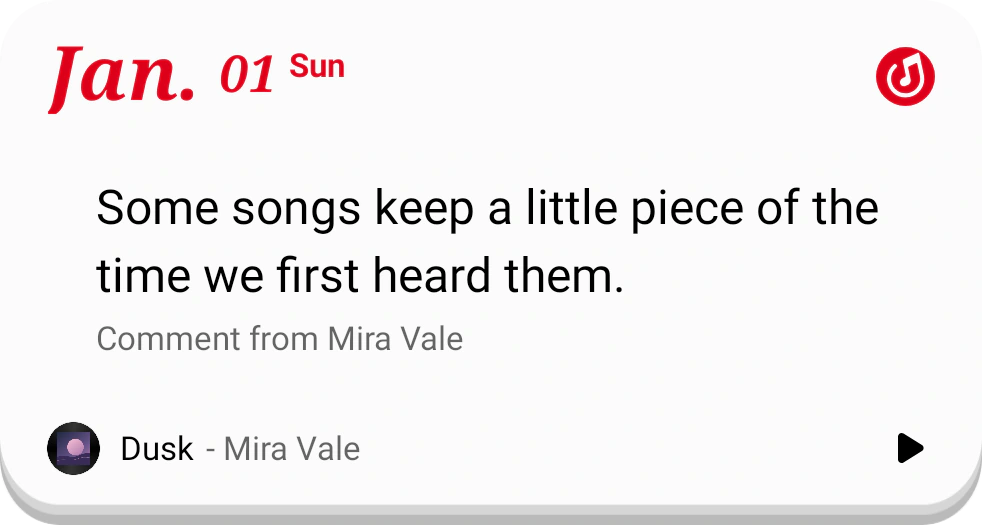 Jan. 01 Sun
Some songs keep a little piece of the
time we first heard them.
Comment from Mira Vale
Dusk - Mira Vale